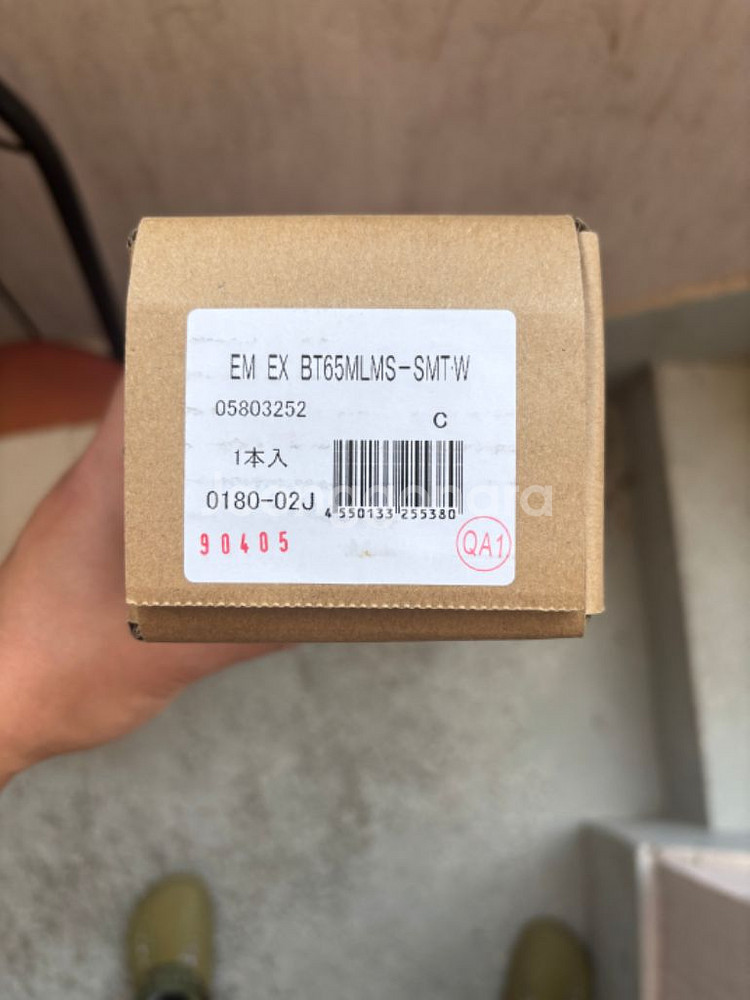 EM EX BT65MLMS-SMT·W
05803252
C
1本入
0180-02J
4 550133 255380
90405
QA1